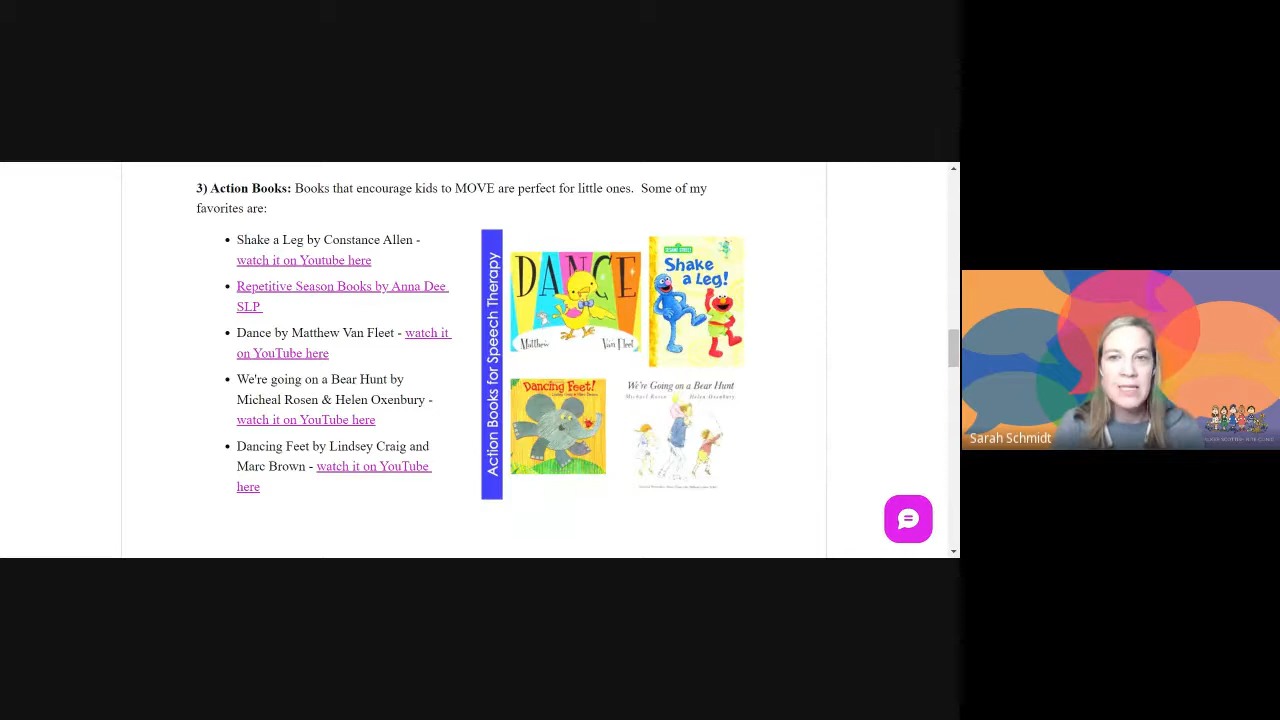 3) Action Books: Books that encourage kids to MOVE are perfect for little ones. Some of my
favorites are:
Shake a Leg by Constance Allen -
watch it on Youtube here
Repetitive Season Books by Anna Dee
SLP
Dance by Matthew Van Fleet - watch it
on YouTube here
We're going on a Bear Hunt by
Micheal Rosen & Helen Oxenbury -
watch it on YouTube here
Dancing Feet by Lindsey Craig and
Marc Brown - watch it on YouTube
here
Action Books for Speech Therapy
DANCE
Matthew Van Fleet
SESAME STREET
Shake
a Leg!
Dancing Feet!
We're Going on a Bear Hunt
Michael Rosen Helen Oxenbury
Sarah Schmidt